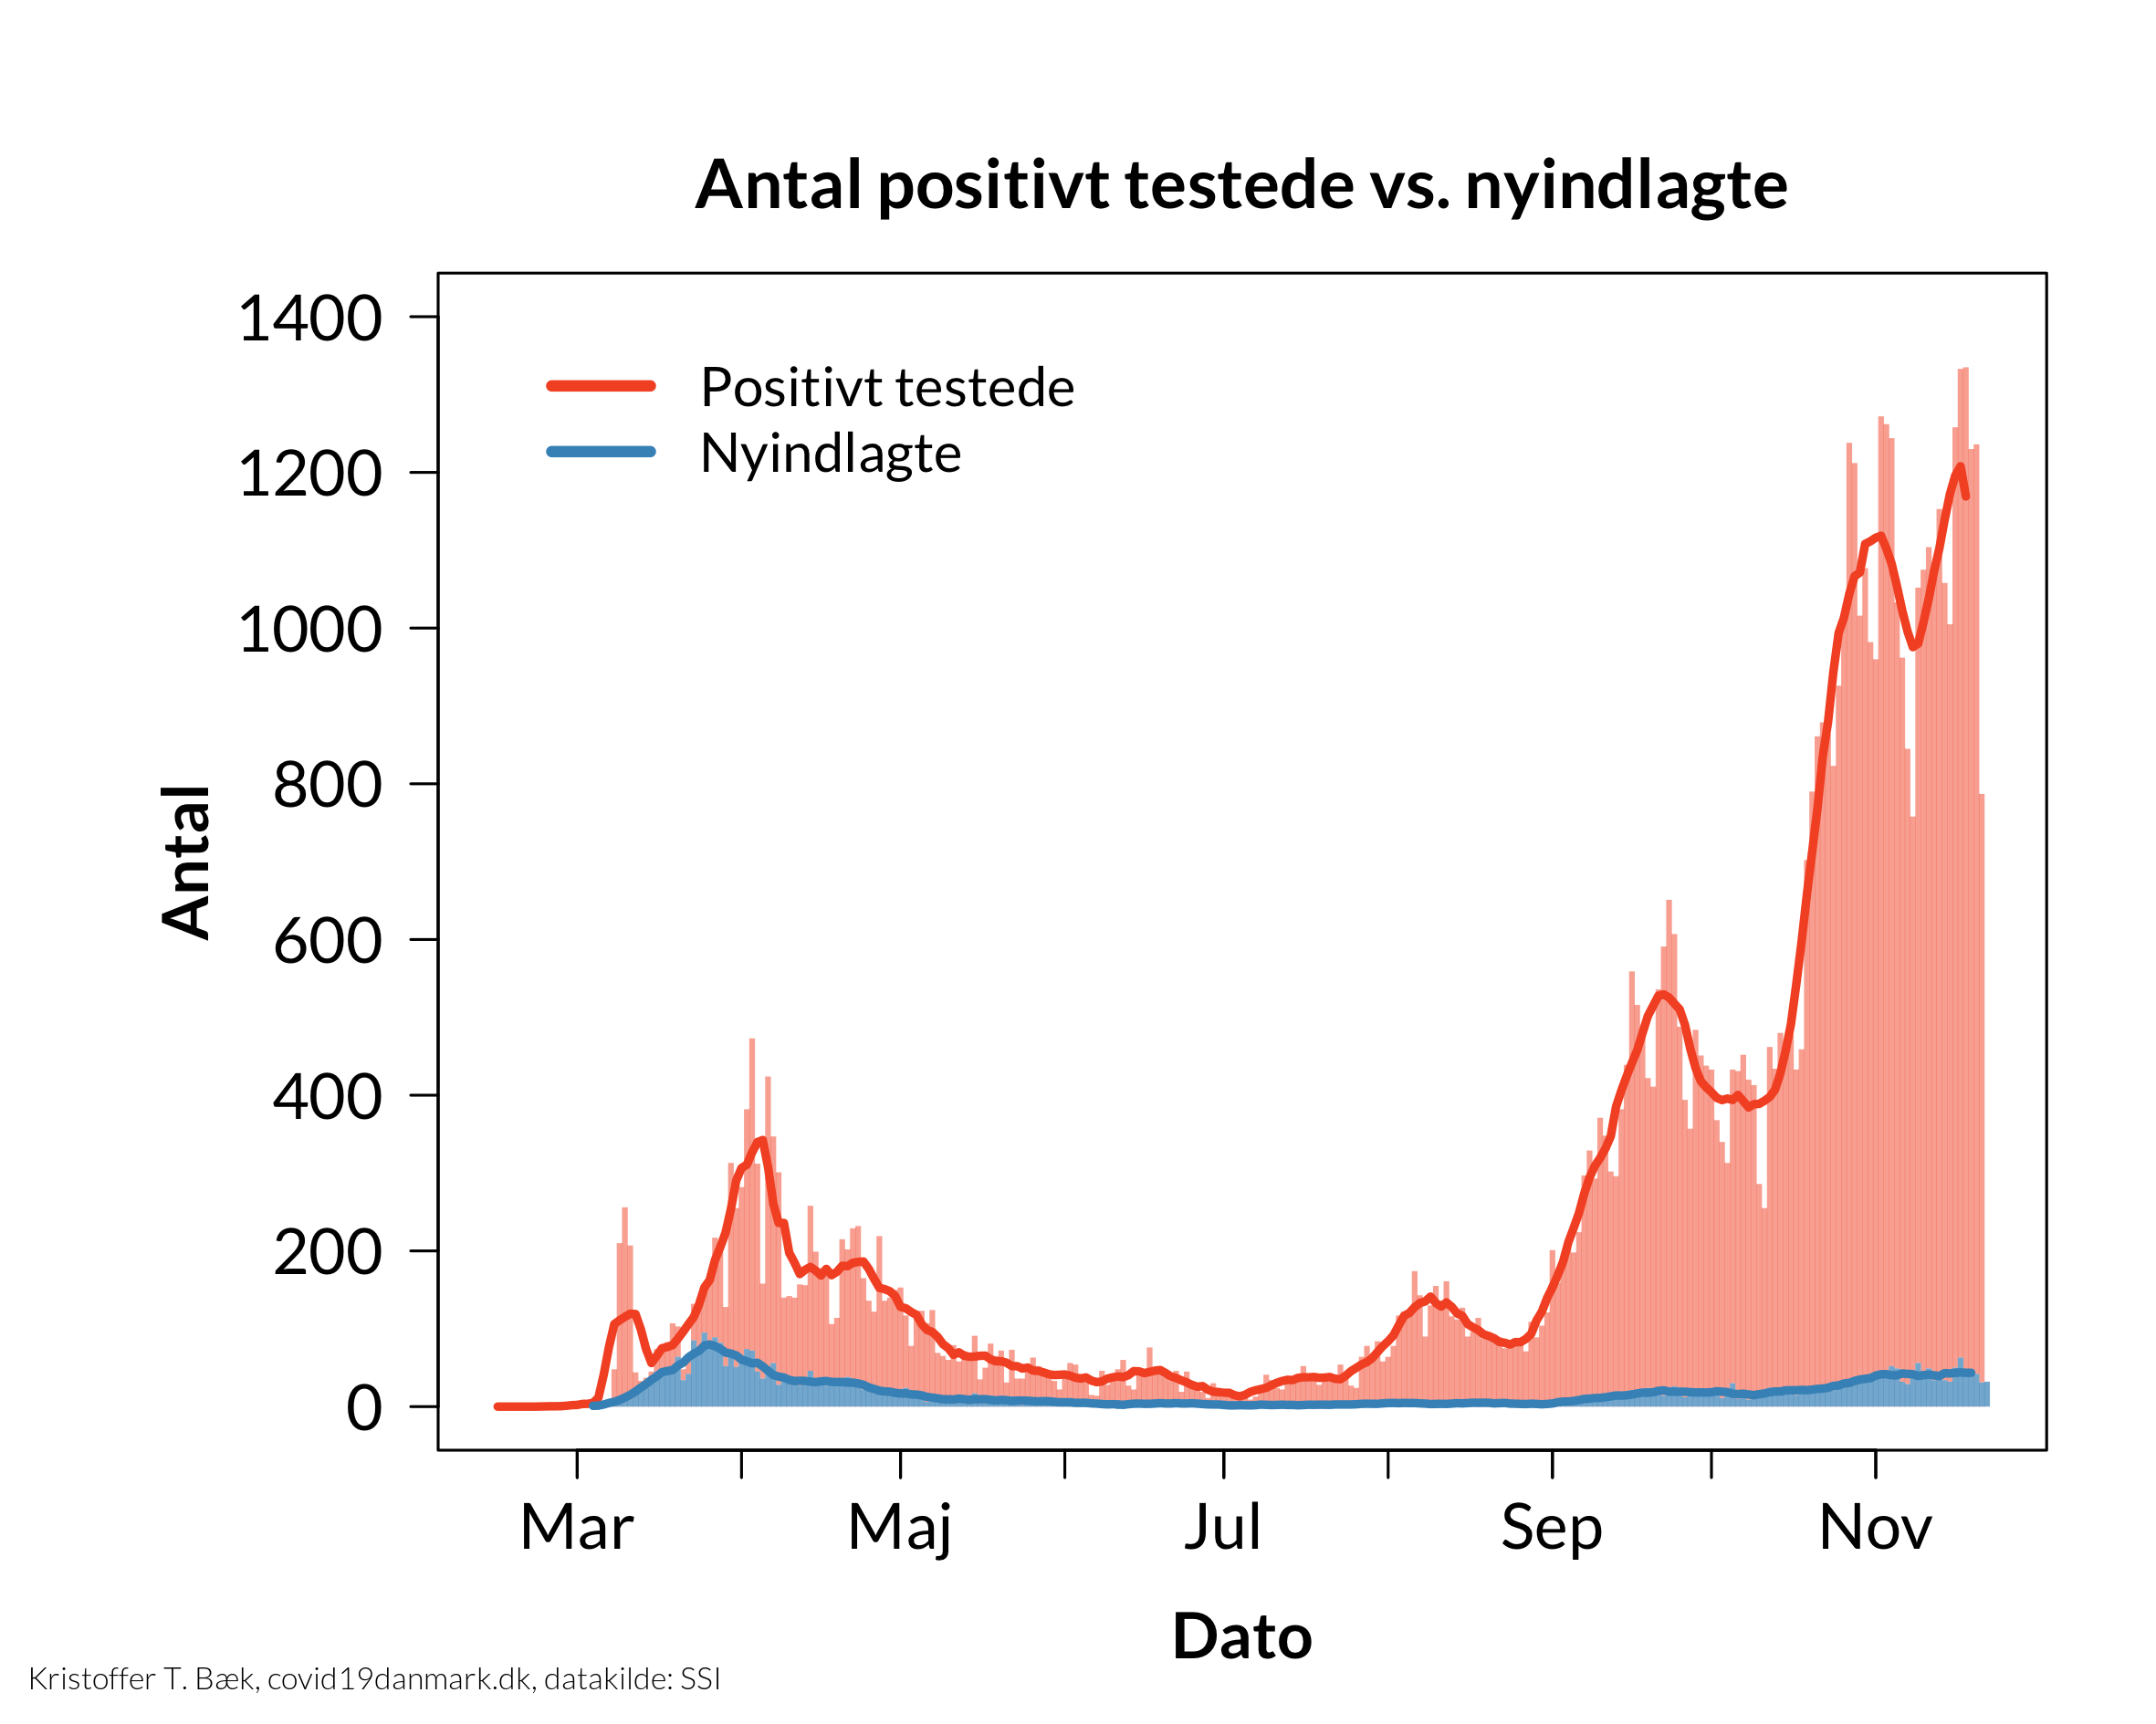 Antal positivt testede vs. nyindlagte
1400
1200
1000
800
600
400
200
0
Antal
Positivt testede
Nyindlagte
Mar Maj Jul Sep Nov
Dato
Kristoffer T. Bæk, covid19danmark.dk, datakilde: SSI